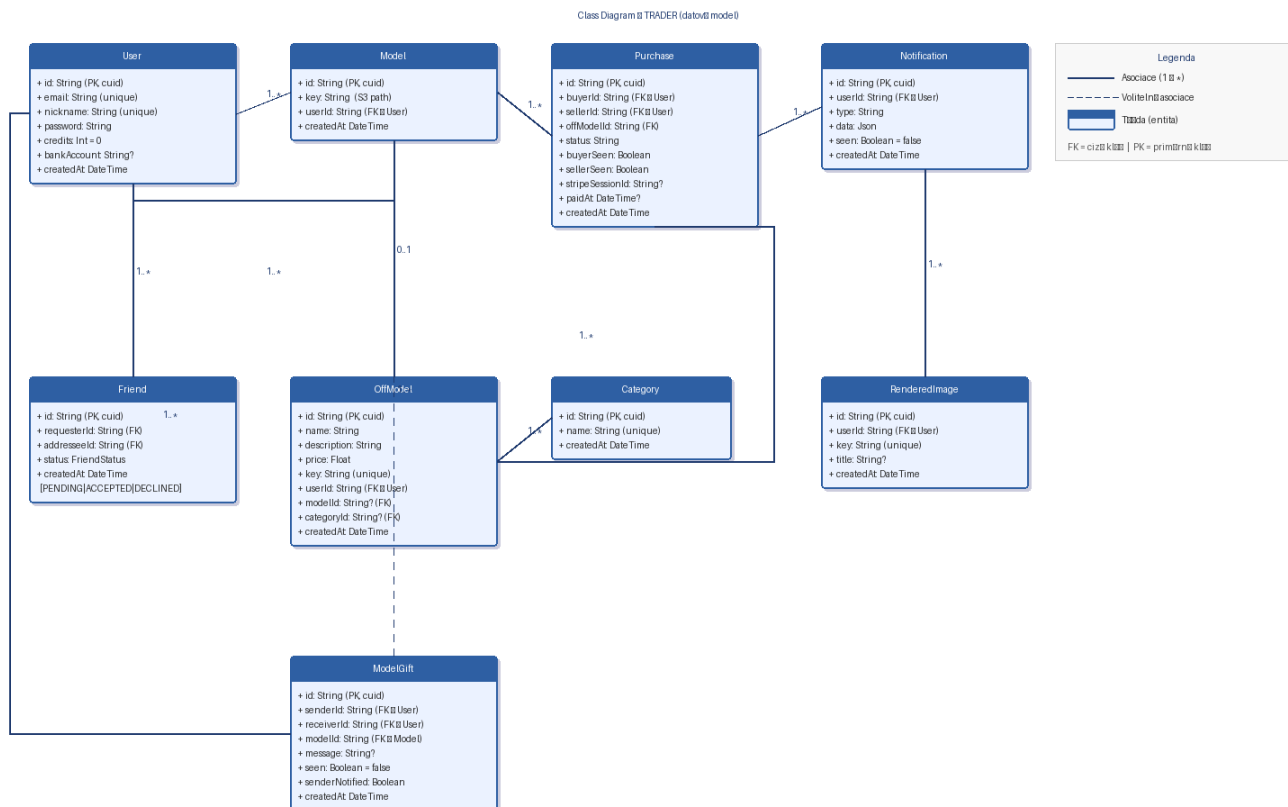 Class Diagram □ TRADER (datov□ model)
User
+ id: String (PK, cuid)
+ email: String (unique)
+ nickname: String (unique)
+ password: String
+ credits: Int = 0
+ bankAccount: String?
+ createdAt: DateTime
1..*
Model
+ id: String (PK, cuid)
+ key: String (S3 path)
+ userId: String (FK□User)
+ createdAt: DateTime
1..*
Purchase
+ id: String (PK, cuid)
+ buyerId: String (FK□User)
+ sellerId: String (FK□User)
+ offModelId: String (FK)
+ status: String
+ buyerSeen: Boolean
+ sellerSeen: Boolean
+ stripeSessionId: String?
+ paidAt: DateTime?
+ createdAt: DateTime
1..*
Notification
+ id: String (PK, cuid)
+ userId: String (FK□User)
+ type: String
+ data: Json
+ seen: Boolean = false
+ createdAt: DateTime
Legenda
Asociace (1□*)
Voliteln□asociace
T□□da (entita)
FK = ciz□ kl□□ | PK = prim□rn□ kl□□
0..1
1..*
1..*
1..*
1..*
Friend
+ id: String (PK, cuid)
1..*
+ requesterId: String (FK)
+ addresseeId: String (FK)
+ status: FriendStatus
+ createdAt: DateTime
[PENDING|ACCEPTED|DECLINED]
OffModel
+ id: String (PK, cuid)
+ name: String
+ description: String
+ price: Float
+ key: String (unique)
+ userId: String (FK□User)
+ modelId: String? (FK)
+ categoryId: String? (FK)
+ createdAt: DateTime
1..*
Category
+ id: String (PK, cuid)
+ name: String (unique)
+ createdAt: DateTime
RenderedImage
+ id: String (PK, cuid)
+ userId: String (FK□User)
+ key: String (unique)
+ title: String?
+ createdAt: DateTime
ModelGift
+ id: String (PK, cuid)
+ senderId: String (FK□User)
+ receiverId: String (FK□User)
+ modelId: String (FK□Model)
+ message: String?
+ seen: Boolean = false
+ senderNotified: Boolean
+ createdAt: DateTime